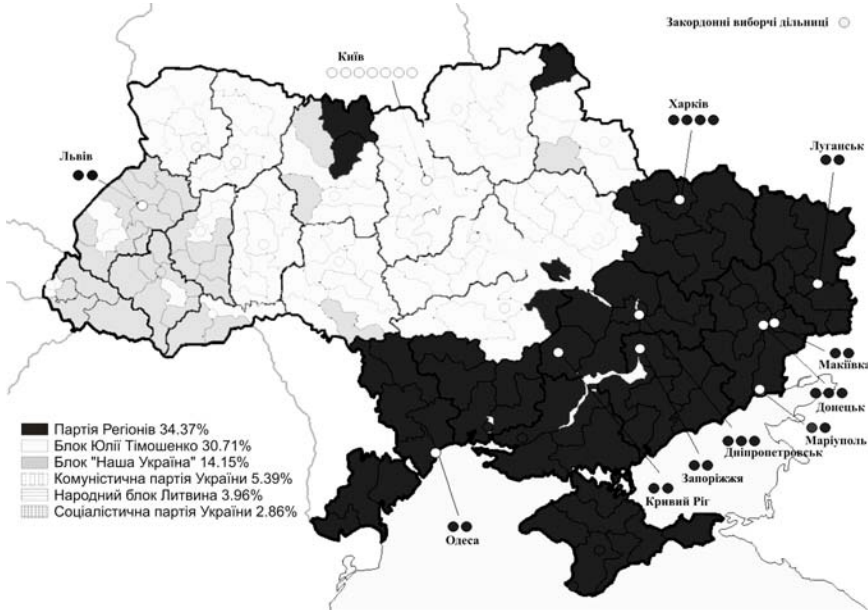 Закордонні виборчі дільниці
Київ
Харків
Луганськ
Львів
Макіївка
Донецьк
Маріуполь
Дніпропетровськ
Запоріжжя
Кривий Ріг
Одеса
Партія Регіонів 34.37%
Блок Юлії Тімошенко 30.71%
Блок "Наша Україна" 14.15%
Комуністична партія України 5.39%
Народний блок Литвина 3.96%
Соціалістична партія України 2.86%